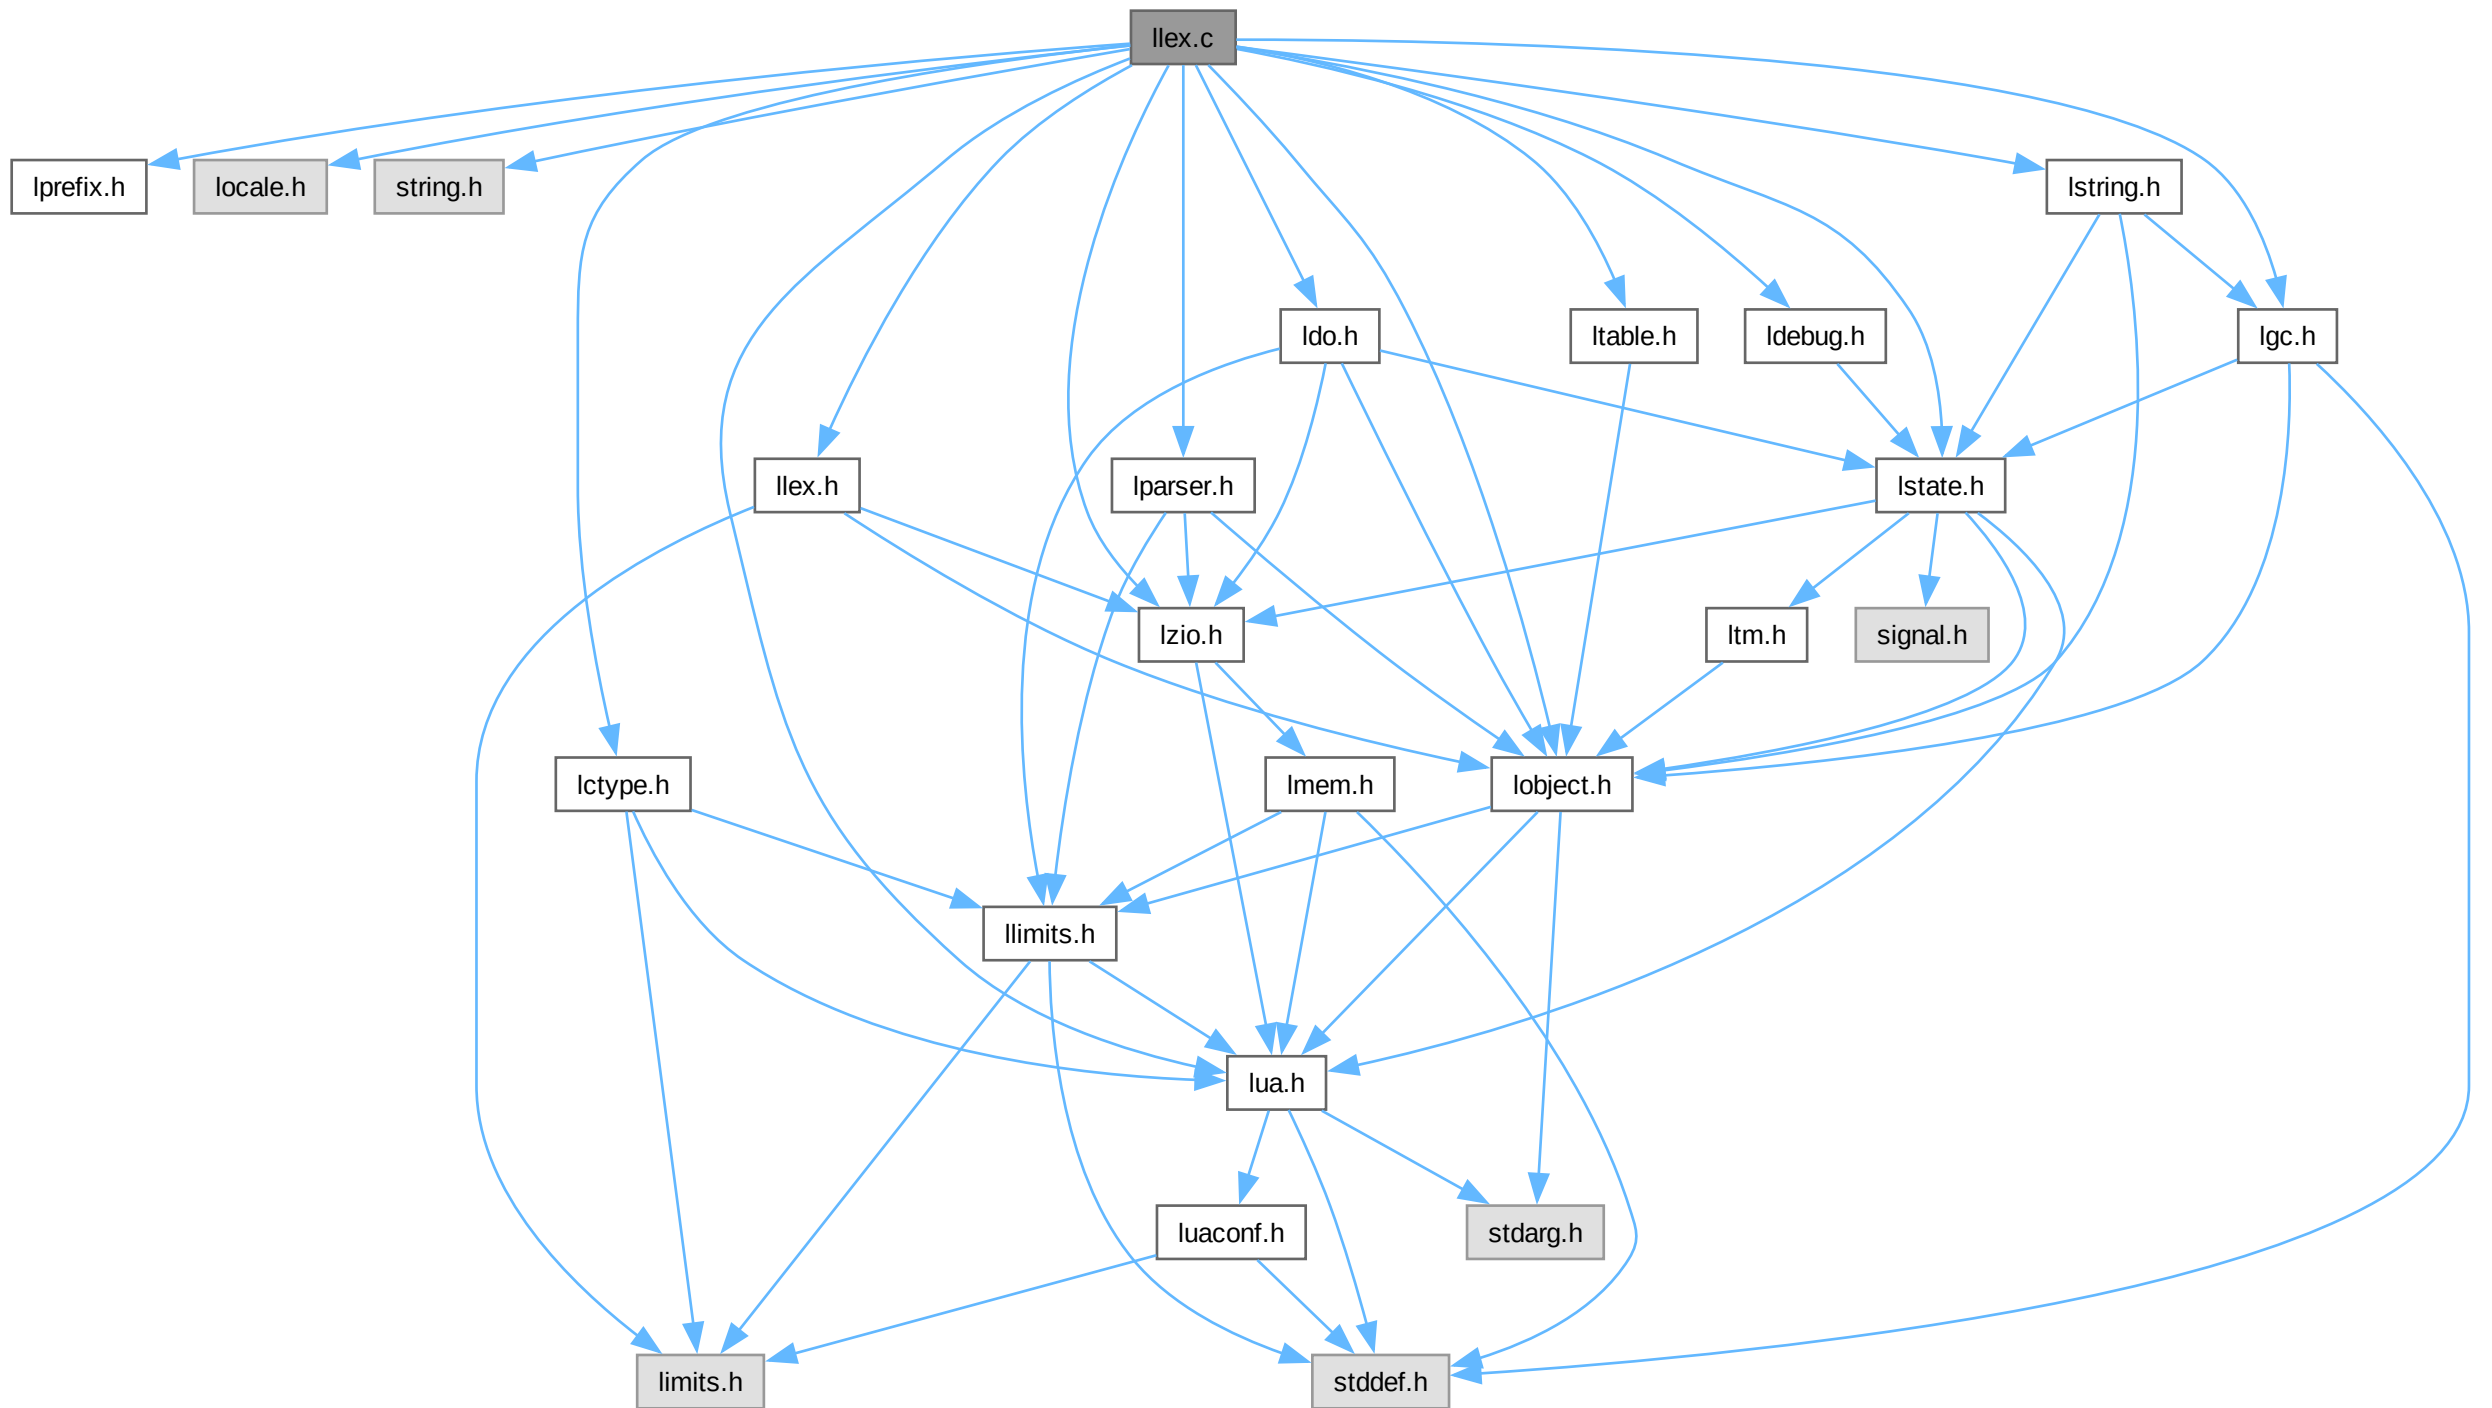 llex.c
lprefix.h
locale.h
string.h
lstring.h
ldo.h
ltable.h
ldebug.h
lgc.h
llex.h
lparser.h
lstate.h
lzio.h
ltm.h
signal.h
lctype.h
lmem.h
lobject.h
llimits.h
lua.h
luaconf.h
stdarg.h
limits.h
stddef.h